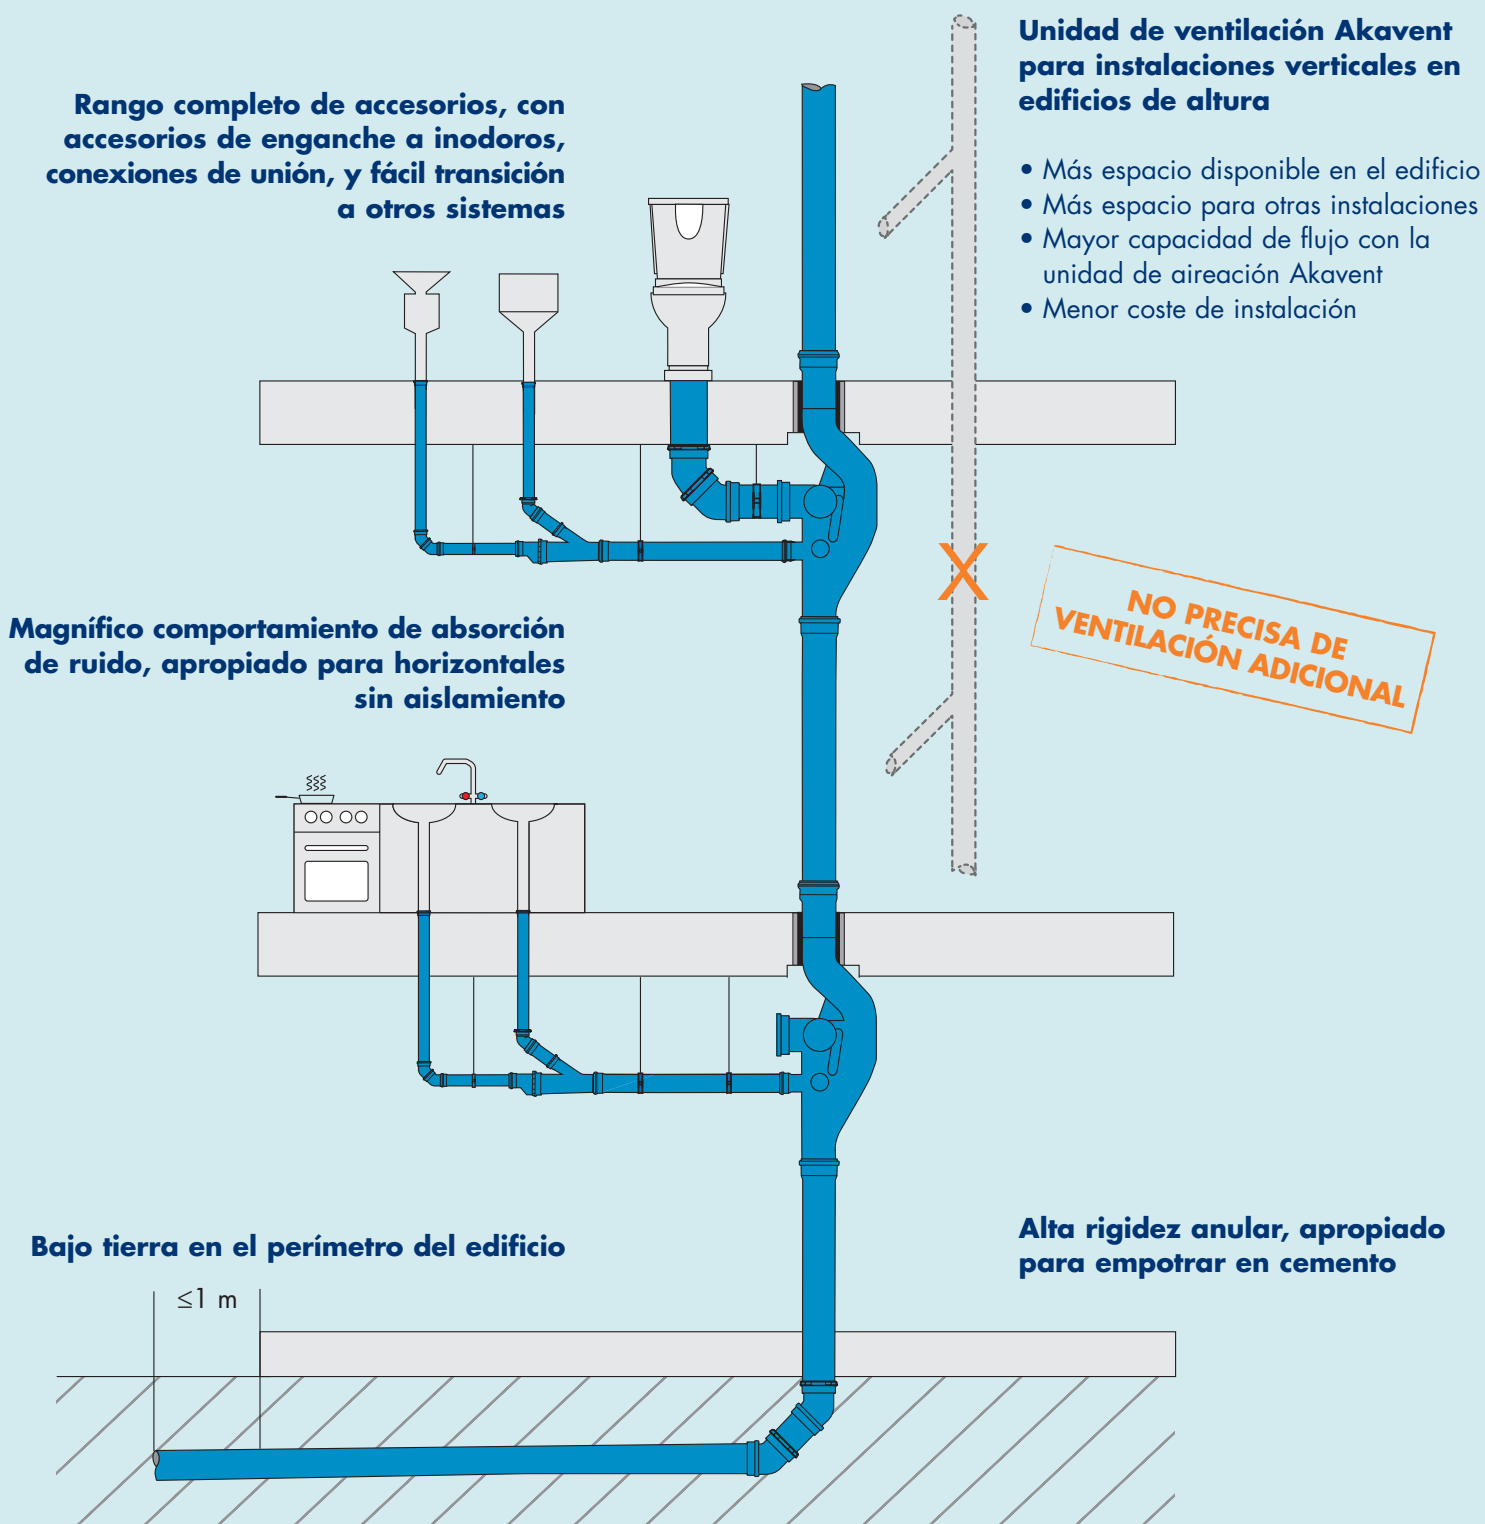 Unidad de ventilación Akavent
para instalaciones verticales en
edificios de altura
• Más espacio disponible en el edificio
• Más espacio para otras instalaciones
• Mayor capacidad de flujo con la
unidad de aireación Akavent
• Menor coste de instalación
Rango completo de accesorios, con
accesorios de enganche a inodoros,
conexiones de unión, y fácil transición
a otros sistemas
X
NO PRECISA DE
VENTILACIÓN ADICIONAL
Magnífico comportamiento de absorción
de ruido, apropiado para horizontales
sin aislamiento
Bajo tierra en el perímetro del edificio
≤1 m
Alta rigidez anular, apropiado
para empotrar en cemento